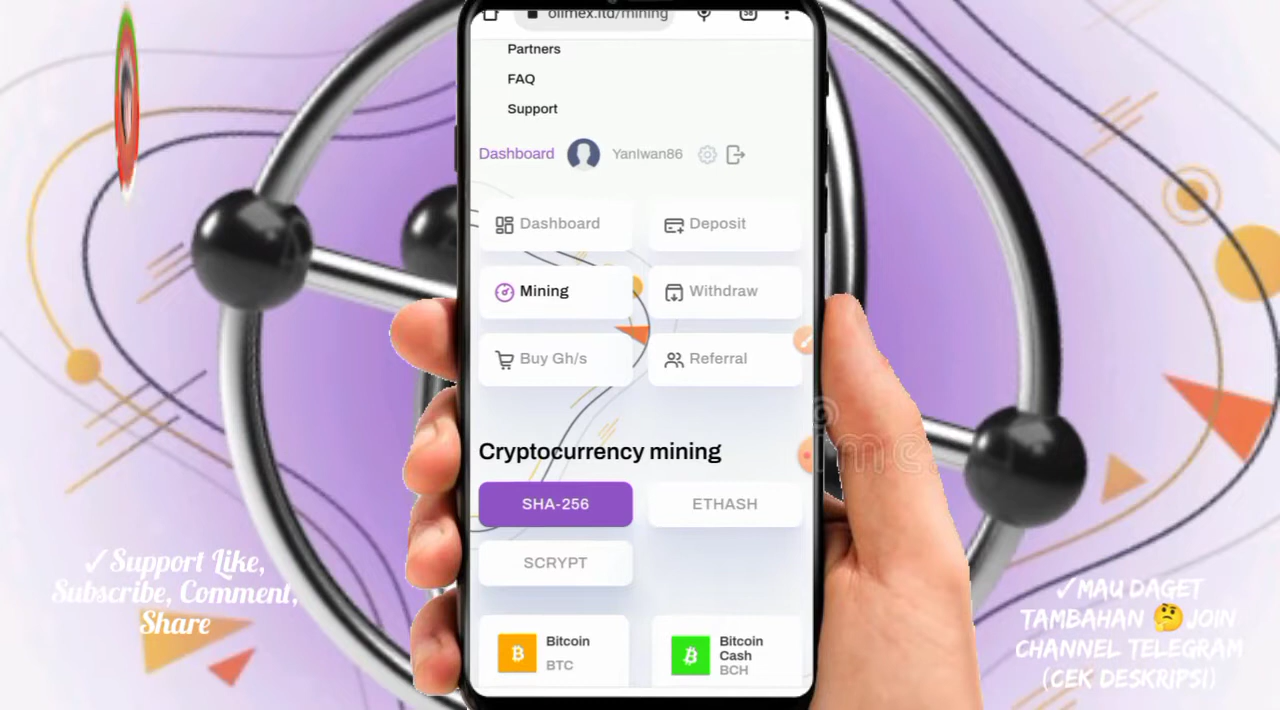 olimex.ltd/mining
58
Partners
FAQ
Support
Dashboard
YanIwan86
Dashboard
Deposit
Mining
Withdraw
Buy Gh/s
Referral
Cryptocurrency mining
SHA-256
ETHASH
SCRYPT
Bitcoin
BTC
Bitcoin
Cash
BCH
✓Support Like,
Subscribe, Comment,
Share
✓MAU DAGET
TAMBAHAN 🤔JOIN
CHANNEL TELEGRAM
(CEK DESKRIPSI)